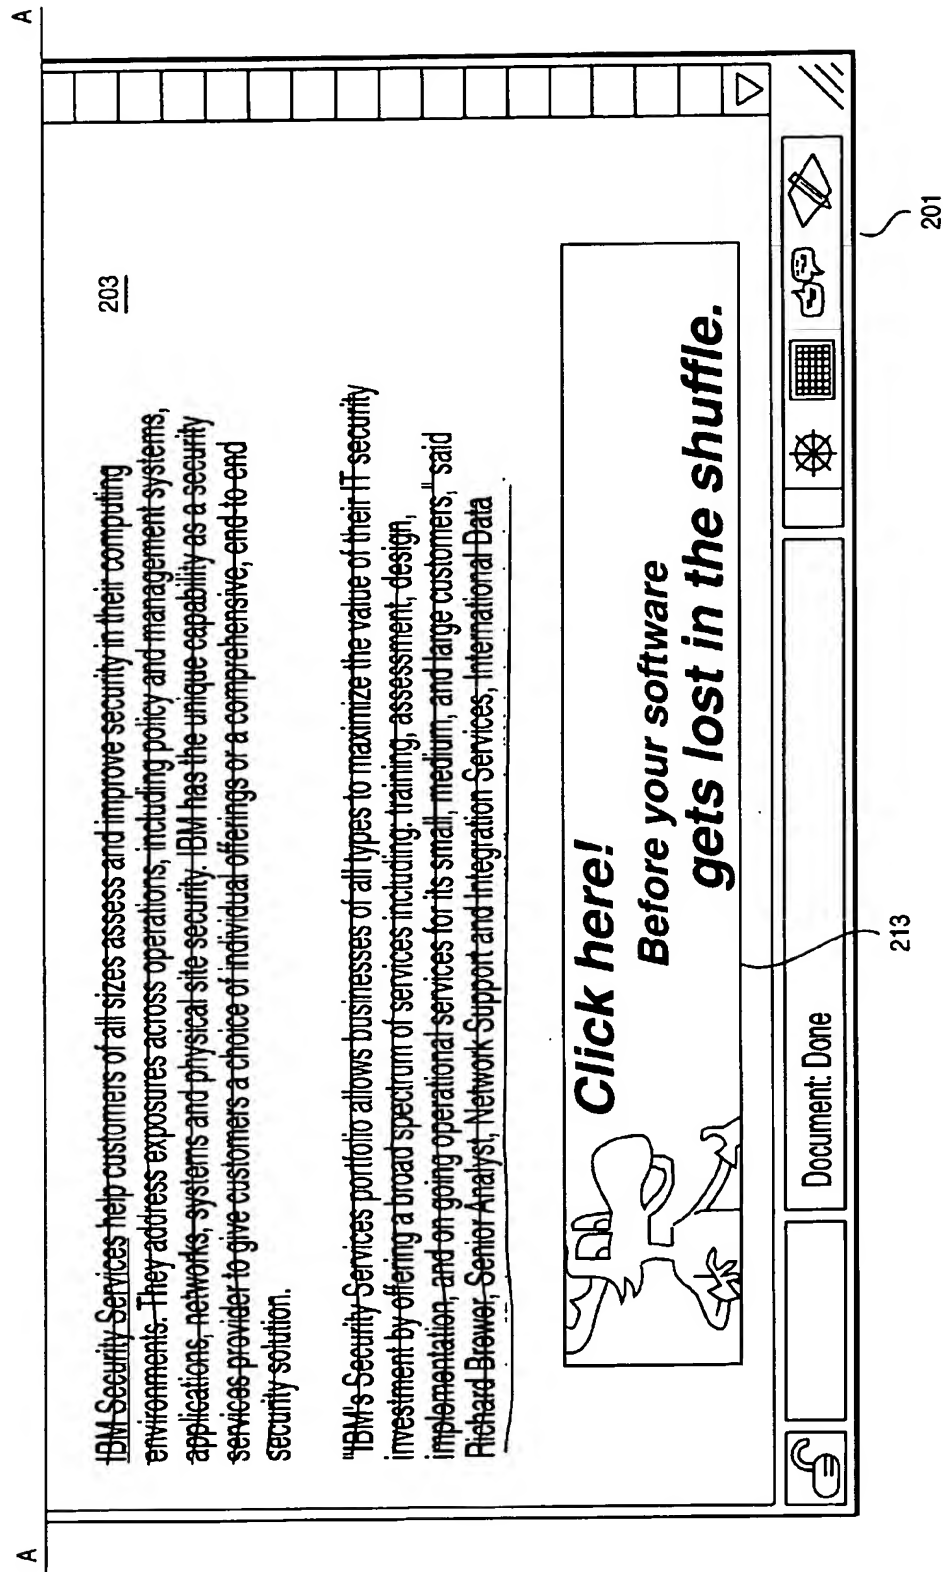 A
A
203
IBM Security Services help customers of all sizes assess and improve security in their computing
environments. They address exposures across operations, including policy and management systems,
applications, networks, systems and physical site security. IBM has the unique capability as a security
services provider to give customers a choice of individual offerings or a comprehensive, end to end
security solution.
"IBM's Security Services portfolio allows businesses of all types to maximize the value of their IT security
investment by offering a broad spectrum of services including: training, assessment, design,
implementation, and on going operational services for its small, medium, and large customers," said
Richard Brewer, Senior Analyst, Network Support and Integration Services, International Data
Click here!
Before your software
gets lost in the shuffle.
Document: Done
213
201